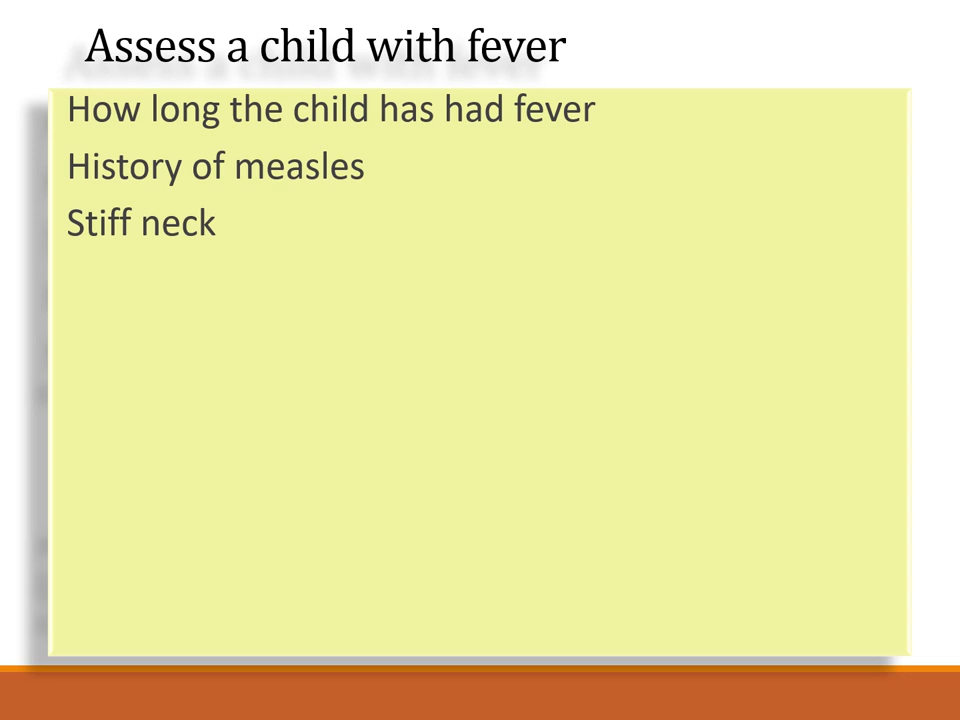 Assess a child with fever
How long the child has had fever
History of measles
Stiff neck